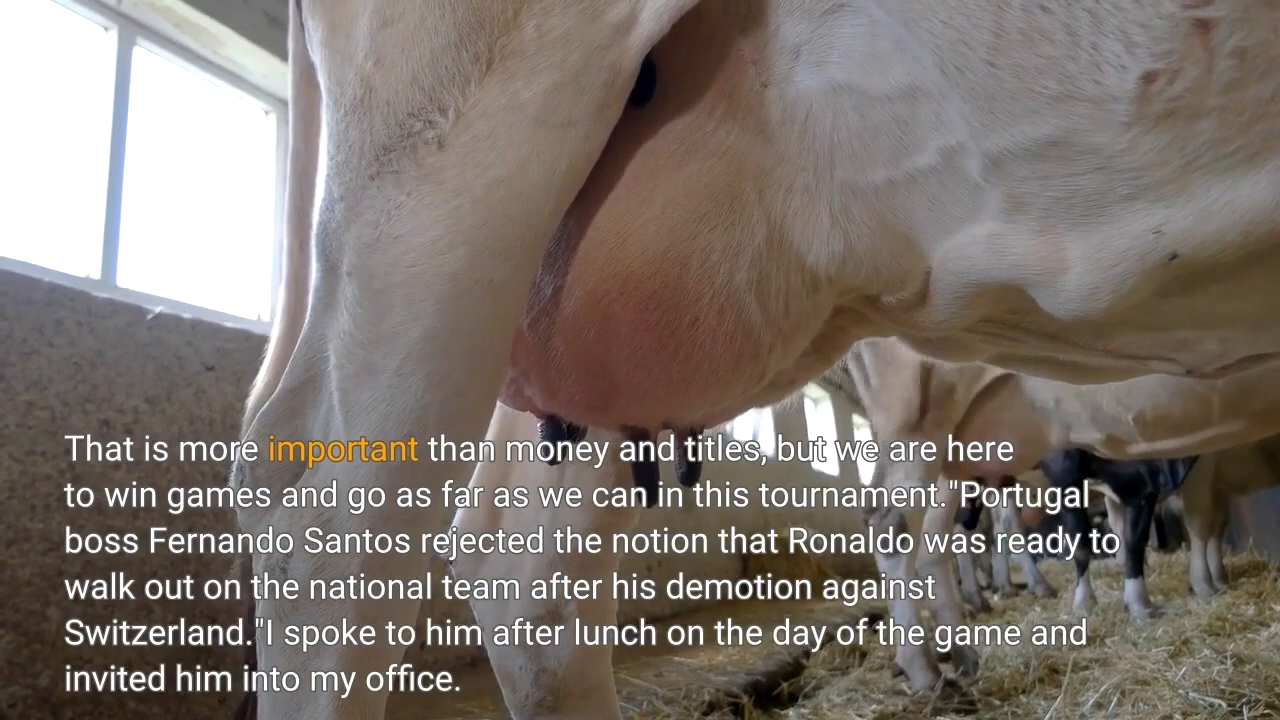 That is more important than money and titles, but we are here
to win games and go as far as we can in this tournament."Portugal
boss Fernando Santos rejected the notion that Ronaldo was ready to
walk out on the national team after his demotion against
Switzerland."I spoke to him after lunch on the day of the game and
invited him into my office.